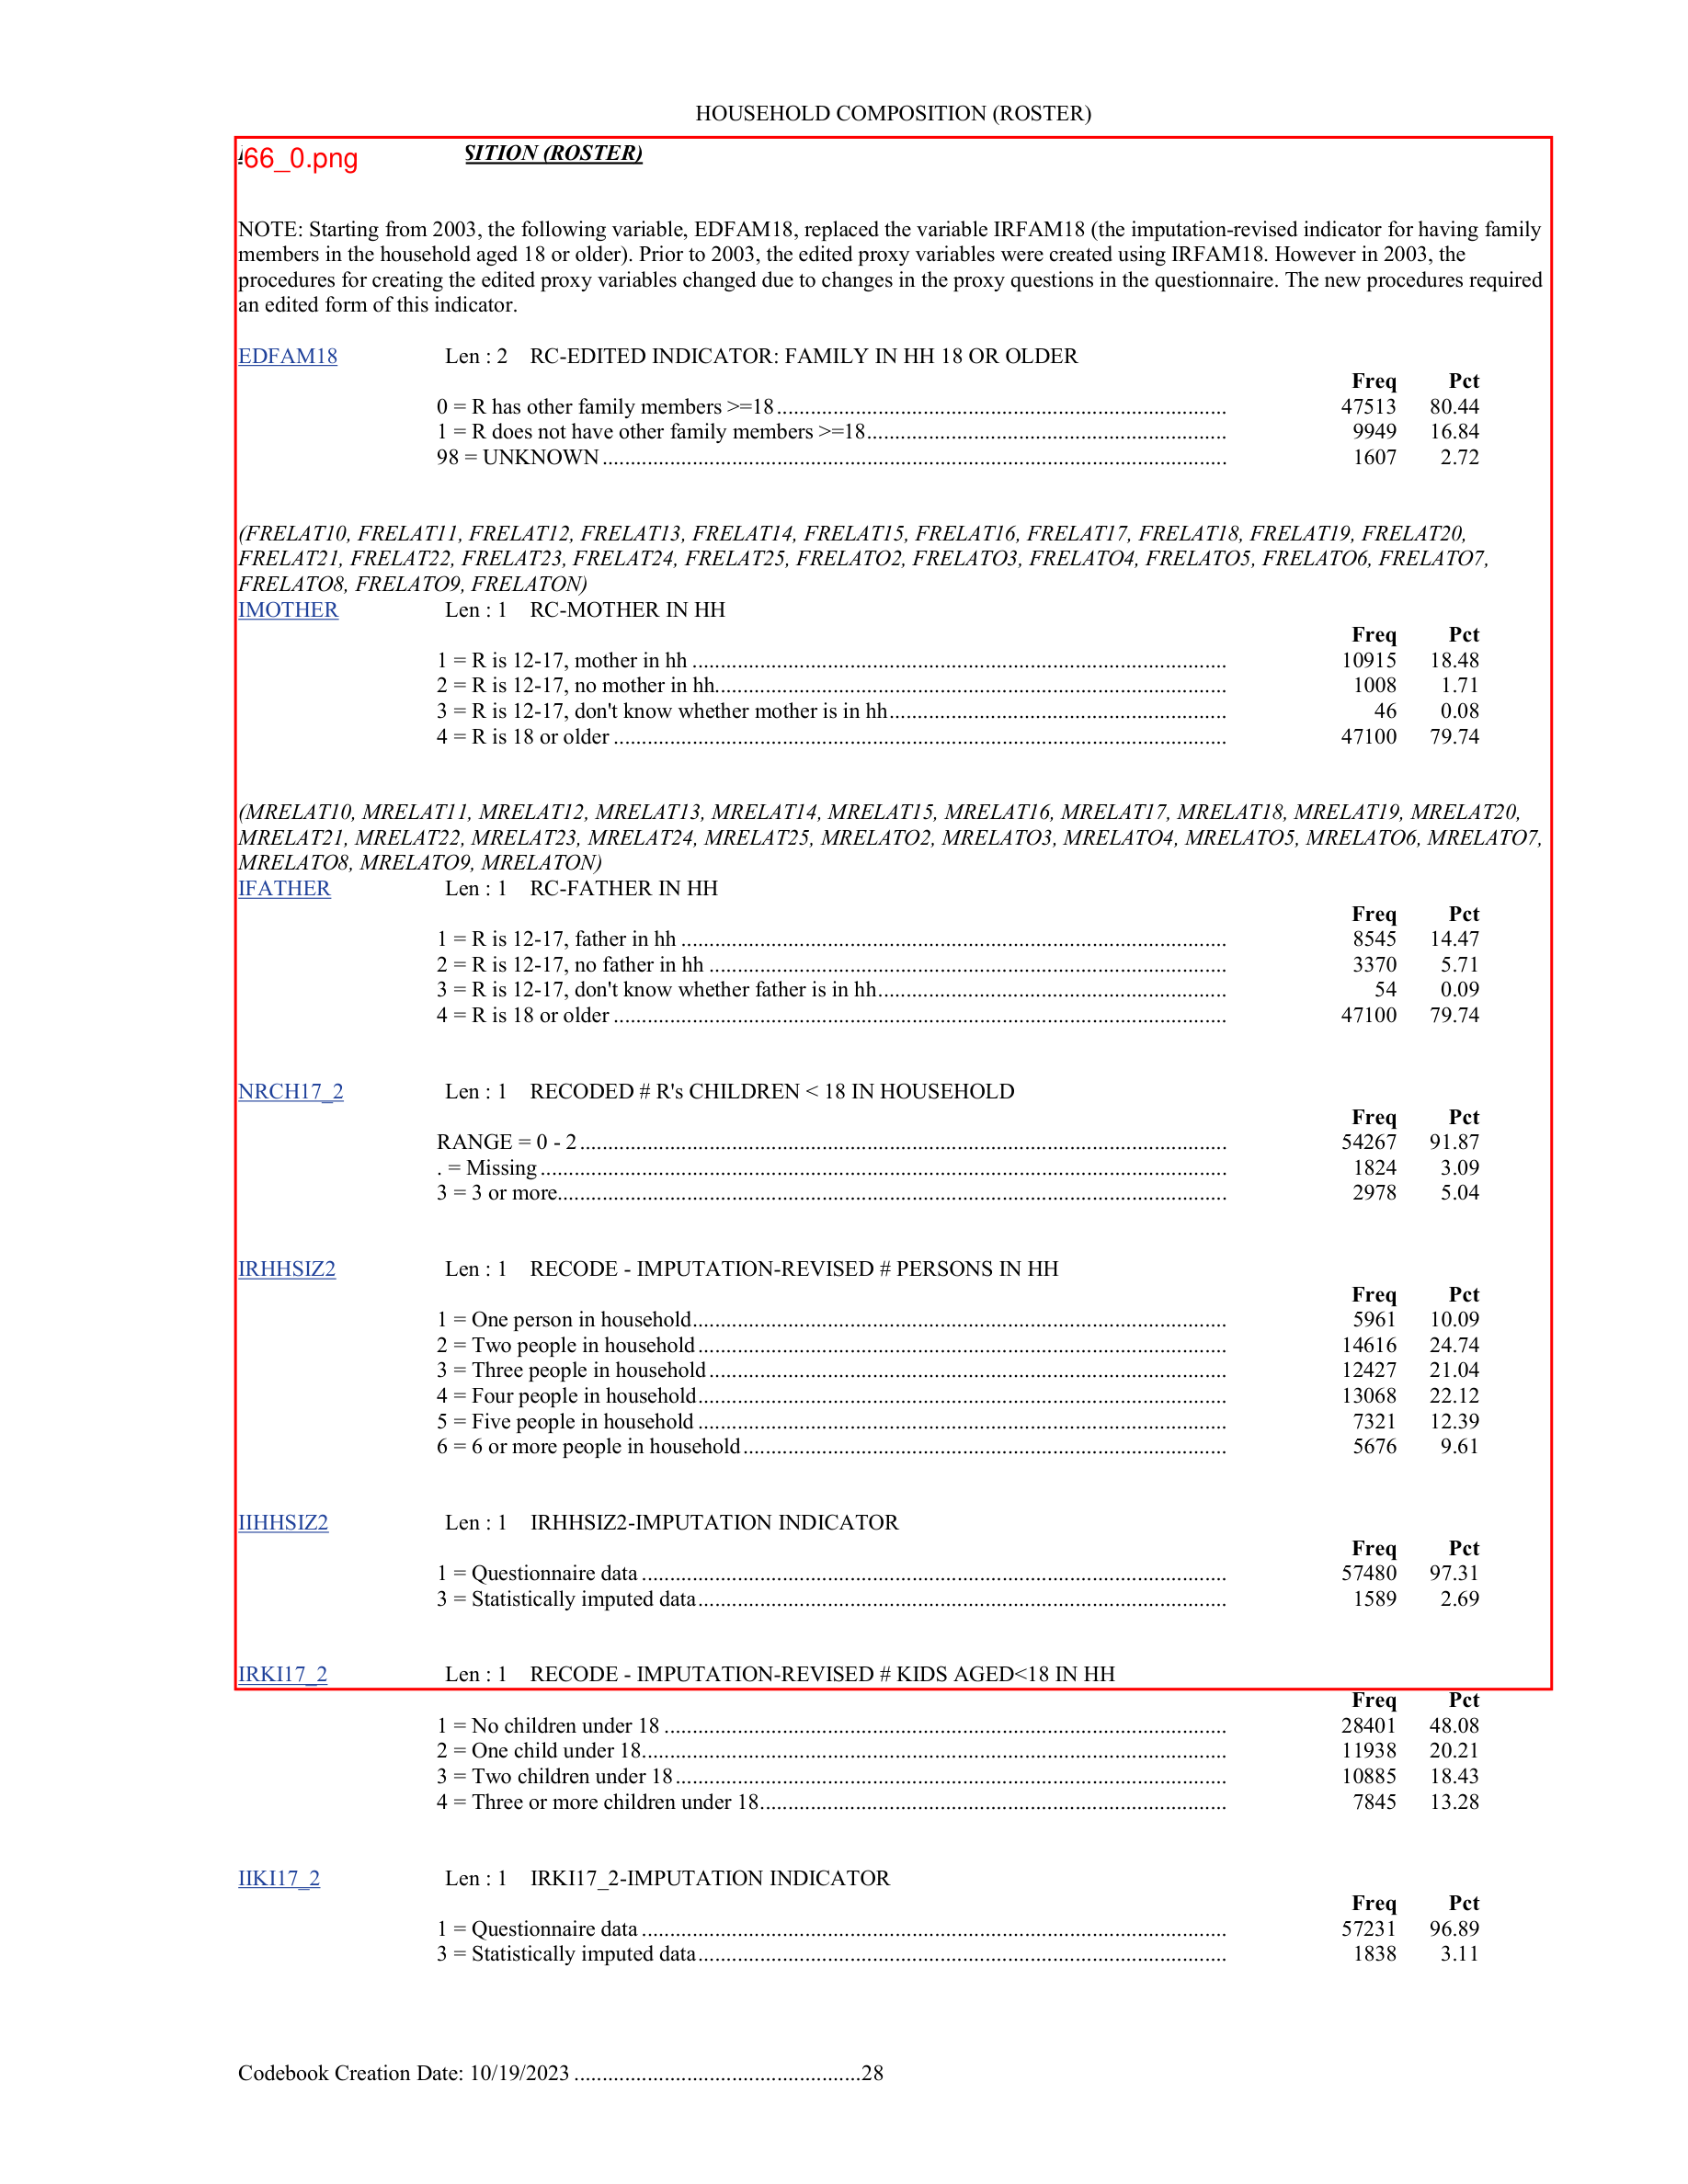 HOUSEHOLD COMPOSITION (ROSTER)
66_0.png SITION (ROSTER)
NOTE: Starting from 2003, the following variable, EDFAM18, replaced the variable IRFAM18 (the imputation-revised indicator for having family
members in the household aged 18 or older). Prior to 2003, the edited proxy variables were created using IRFAM18. However in 2003, the
procedures for creating the edited proxy variables changed due to changes in the proxy questions in the questionnaire. The new procedures required
an edited form of this indicator.
EDFAM18 Len : 2 RC-EDITED INDICATOR: FAMILY IN HH 18 OR OLDER
Freq Pct
0 = R has other family members >=18 47513 80.44
1 = R does not have other family members >=18 9949 16.84
98 = UNKNOWN 1607 2.72
(FRELAT10, FRELAT11, FRELAT12, FRELAT13, FRELAT14, FRELAT15, FRELAT16, FRELAT17, FRELAT18, FRELAT19, FRELAT20,
FRELAT21, FRELAT22, FRELAT23, FRELAT24, FRELAT25, FRELATO2, FRELATO3, FRELATO4, FRELATO5, FRELATO6, FRELATO7,
FRELATO8, FRELATO9, FRELATON)
IMOTHER Len : 1 RC-MOTHER IN HH
Freq Pct
1 = R is 12-17, mother in hh 10915 18.48
2 = R is 12-17, no mother in hh 1008 1.71
3 = R is 12-17, don't know whether mother is in hh 46 0.08
4 = R is 18 or older 47100 79.74
(MRELAT10, MRELAT11, MRELAT12, MRELAT13, MRELAT14, MRELAT15, MRELAT16, MRELAT17, MRELAT18, MRELAT19, MRELAT20,
MRELAT21, MRELAT22, MRELAT23, MRELAT24, MRELAT25, MRELATO2, MRELATO3, MRELATO4, MRELATO5, MRELATO6, MRELATO7,
MRELATO8, MRELATO9, MRELATON)
IFATHER Len : 1 RC-FATHER IN HH
Freq Pct
1 = R is 12-17, father in hh 8545 14.47
2 = R is 12-17, no father in hh 3370 5.71
3 = R is 12-17, don't know whether father is in hh 54 0.09
4 = R is 18 or older 47100 79.74
NRCH17_2 Len : 1 RECODED # R's CHILDREN < 18 IN HOUSEHOLD
Freq Pct
RANGE = 0 - 2 54267 91.87
. = Missing 1824 3.09
3 = 3 or more 2978 5.04
IRHHSIZ2 Len : 1 RECODE - IMPUTATION-REVISED # PERSONS IN HH
Freq Pct
1 = One person in household 5961 10.09
2 = Two people in household 14616 24.74
3 = Three people in household 12427 21.04
4 = Four people in household 13068 22.12
5 = Five people in household 7321 12.39
6 = 6 or more people in household 5676 9.61
IIHHSIZ2 Len : 1 IRHHSIZ2-IMPUTATION INDICATOR
Freq Pct
1 = Questionnaire data 57480 97.31
3 = Statistically imputed data 1589 2.69
IRKI17_2 Len : 1 RECODE - IMPUTATION-REVISED # KIDS AGED<18 IN HH
Freq Pct
1 = No children under 18 28401 48.08
2 = One child under 18 11938 20.21
3 = Two children under 18 10885 18.43
4 = Three or more children under 18 7845 13.28
IIKI17_2 Len : 1 IRKI17_2-IMPUTATION INDICATOR
Freq Pct
1 = Questionnaire data 57231 96.89
3 = Statistically imputed data 1838 3.11
Codebook Creation Date: 10/19/2023 28